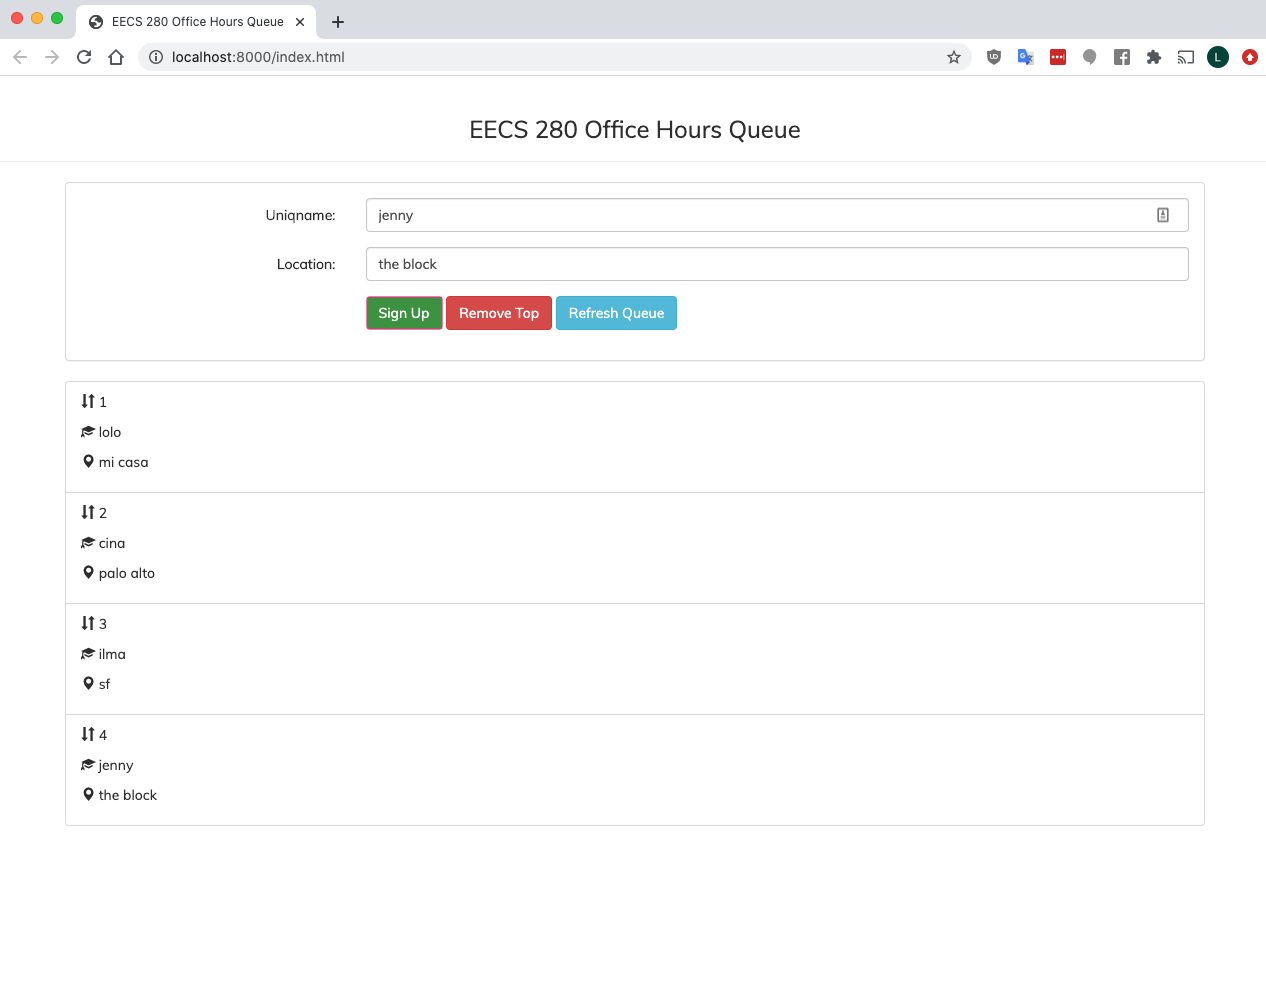 EECS 280 Office Hours Queue
localhost:8000/index.html
L
EECS 280 Office Hours Queue
Uniqname:
jenny
Location:
the block
Sign Up
Remove Top
Refresh Queue
1
lolo
mi casa
2
cina
palo alto
3
ilma
sf
4
jenny
the block